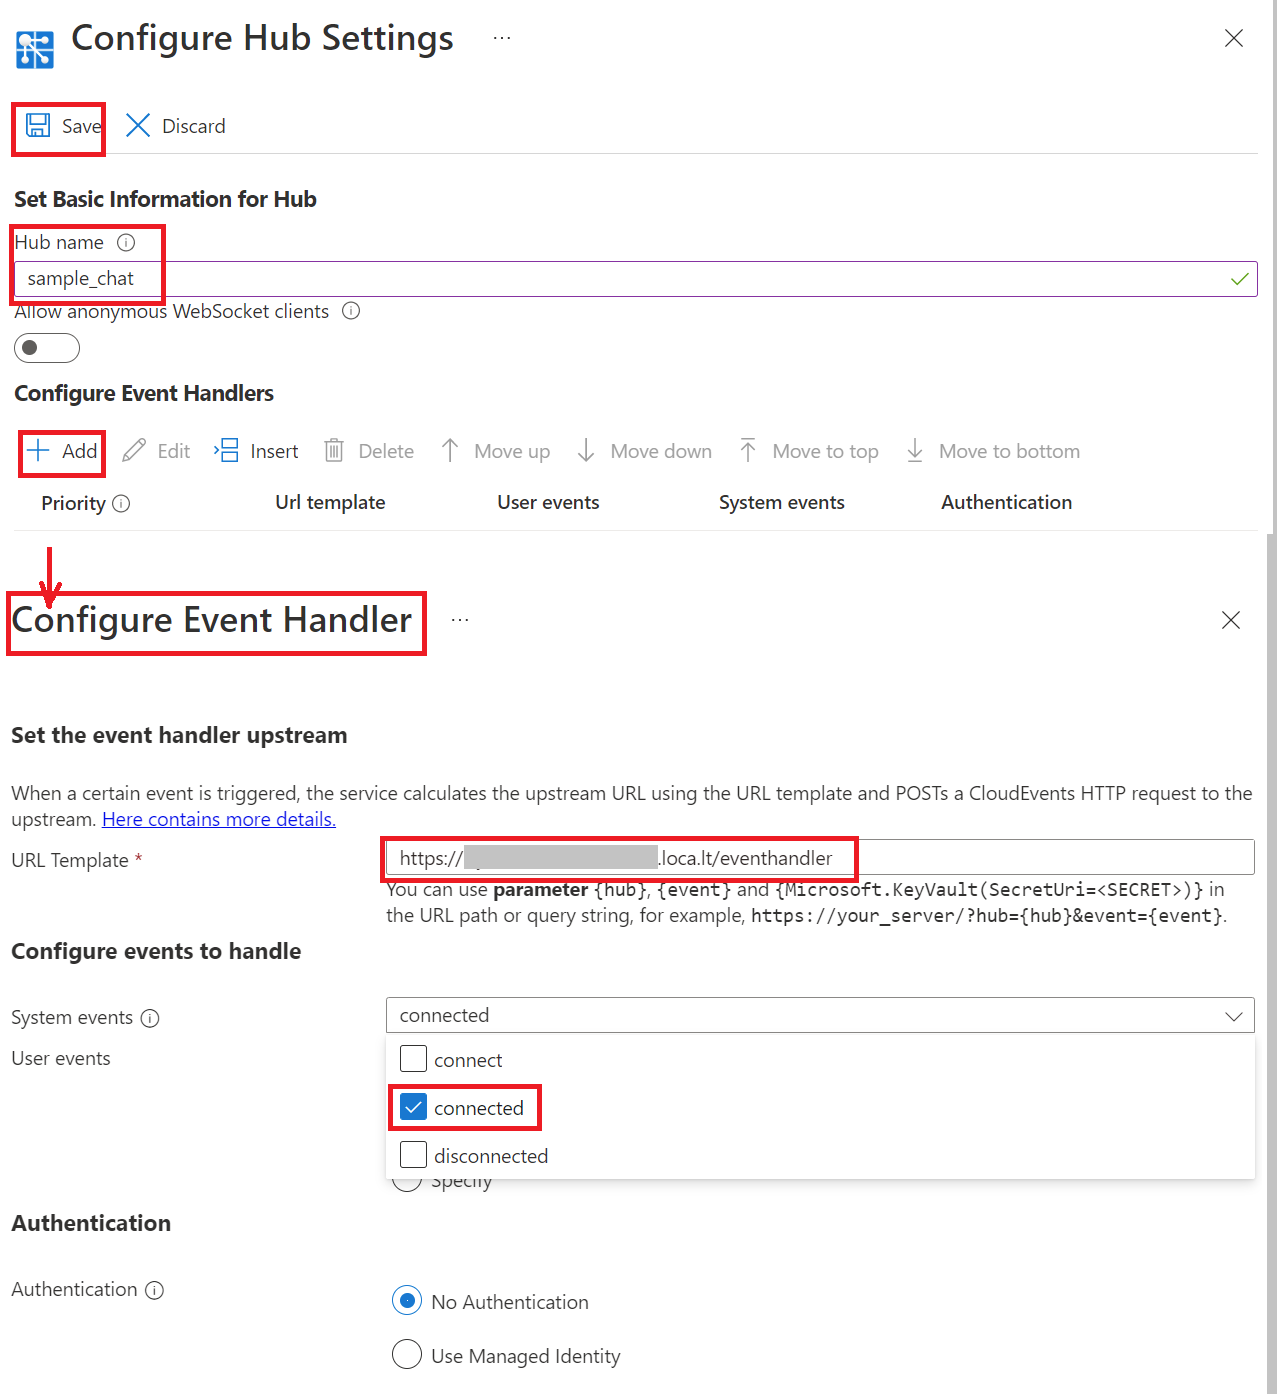 Configure Hub Settings ...
Save Discard
Set Basic Information for Hub
Hub name
sample_chat
Allow anonymous WebSocket clients
Configure Event Handlers
Add Edit Insert Delete Move up Move down Move to top Move to bottom
Priority Url template User events System events Authentication
Configure Event Handler ...
Set the event handler upstream
When a certain event is triggered, the service calculates the upstream URL using the URL template and POSTs a CloudEvents HTTP request to the
upstream. Here contains more details.
URL Template *
https:// .loca.lt/eventhandler
You can use parameter {hub}, {event} and {Microsoft.KeyVault(SecretUri=<SECRET>)} in
the URL path or query string, for example, https://your_server/?hub={hub}&event={event}.
Configure events to handle
System events
connected
User events
connect
connected
disconnected
Specify
Authentication
Authentication
No Authentication
Use Managed Identity